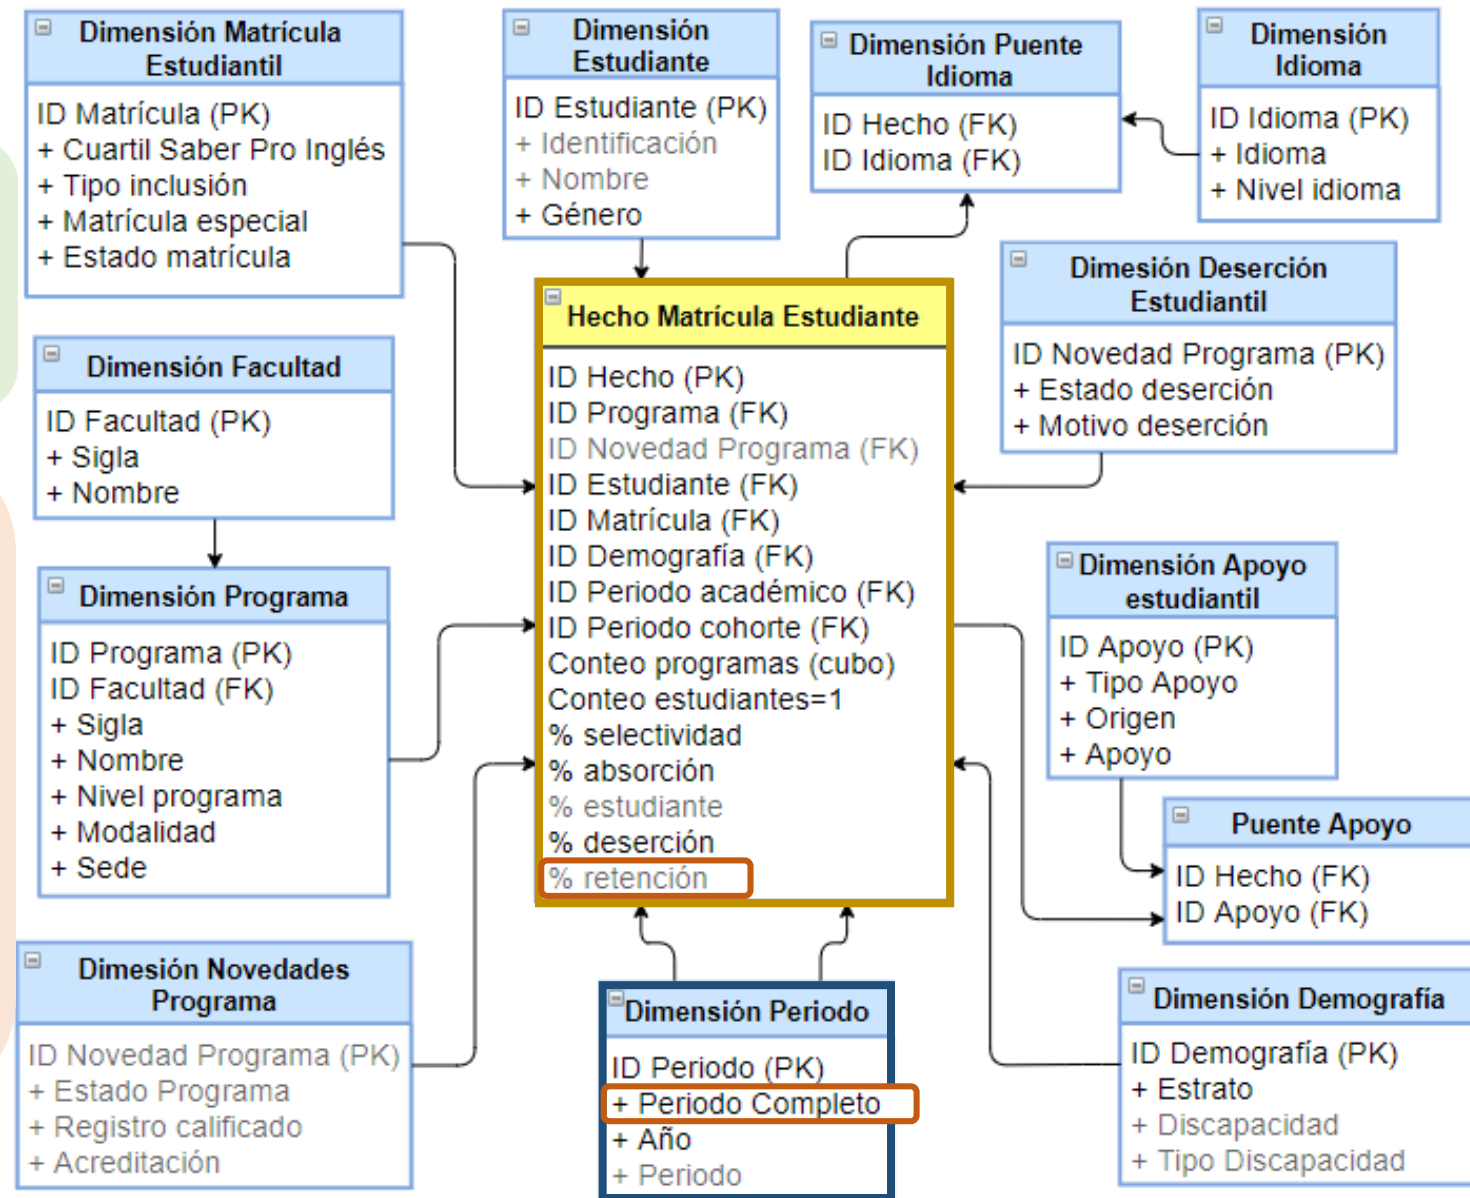 Dimensión Matrícula
Estudiantil
ID Matrícula (PK)
+ Cuartil Saber Pro Inglés
+ Tipo inclusión
+ Matrícula especial
+ Estado matrícula
Dimensión
Estudiante
ID Estudiante (PK)
+ Identificación
+ Nombre
+ Género
Dimensión Puente
Idioma
ID Hecho (FK)
ID Idioma (FK)
Dimensión
Idioma
ID Idioma (PK)
+ Idioma
+ Nivel idioma
Dimensión Facultad
ID Facultad (PK)
+ Sigla
+ Nombre
Hecho Matrícula Estudiante
ID Hecho (PK)
ID Programa (FK)
ID Novedad Programa (FK)
ID Estudiante (FK)
ID Matrícula (FK)
ID Demografía (FK)
ID Periodo académico (FK)
ID Periodo cohorte (FK)
Conteo programas (cubo)
Conteo estudiantes=1
% selectividad
% absorción
% estudiante
% deserción
% retención
Dimesión Deserción
Estudiantil
ID Novedad Programa (PK)
+ Estado deserción
+ Motivo deserción
Dimensión Programa
ID Programa (PK)
ID Facultad (FK)
+ Sigla
+ Nombre
+ Nivel programa
+ Modalidad
+ Sede
Dimensión Apoyo
estudiantil
ID Apoyo (PK)
+ Tipo Apoyo
+ Origen
+ Apoyo
Puente Apoyo
ID Hecho (FK)
ID Apoyo (FK)
Dimesión Novedades
Programa
ID Novedad Programa (PK)
+ Estado Programa
+ Registro calificado
+ Acreditación
Dimensión Periodo
ID Periodo (PK)
+ Periodo Completo
+ Año
+ Periodo
Dimensión Demografía
ID Demografía (PK)
+ Estrato
+ Discapacidad
+ Tipo Discapacidad